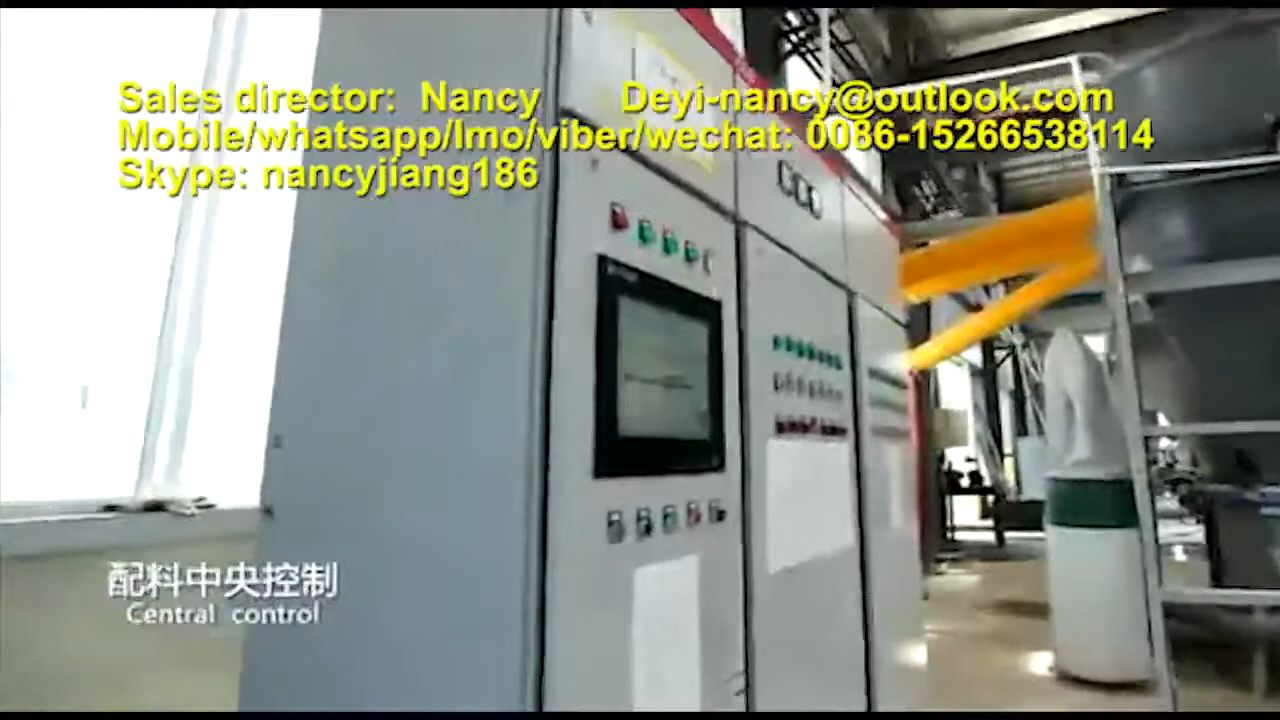 Sales director: Nancy Deyi-nancy@outlook.com
Mobile/whatsapp/Imo/viber/wechat: 0086-15266538114
Skype: nancyjiang186
配料中央控制
Central control